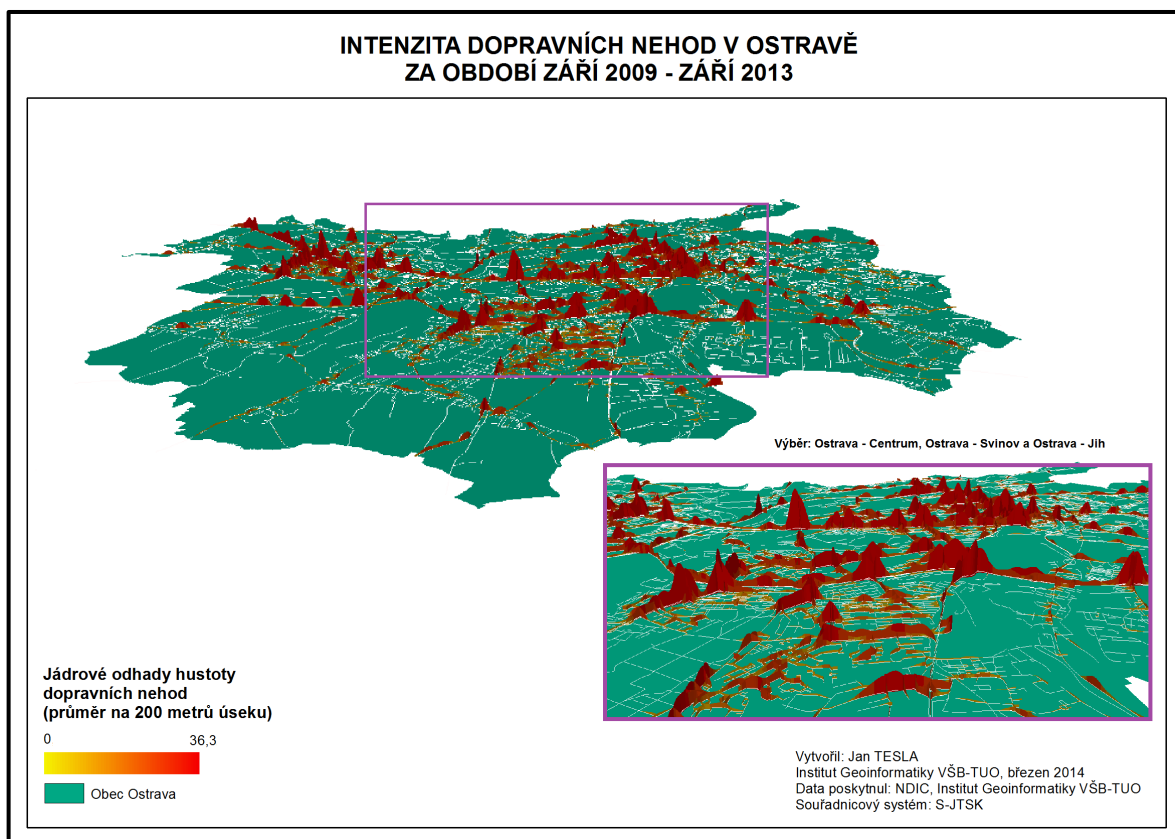 INTENZITA DOPRAVNÍCH NEHOD V OSTRAVĚ
ZA OBDOBÍ ZÁŘÍ 2009 - ZÁŘÍ 2013
Výběr: Ostrava - Centrum, Ostrava - Svinov a Ostrava - Jih
Jádrové odhady hustoty
dopravních nehod
(průměr na 200 metrů úseku)
0 36,3
Obec Ostrava
Vytvořil: Jan TESLA
Institut Geoinformatiky VŠB-TUO, březen 2014
Data poskytnul: NDIC, Institut Geoinformatiky VŠB-TUO
Souřadnicový systém: S-JTSK